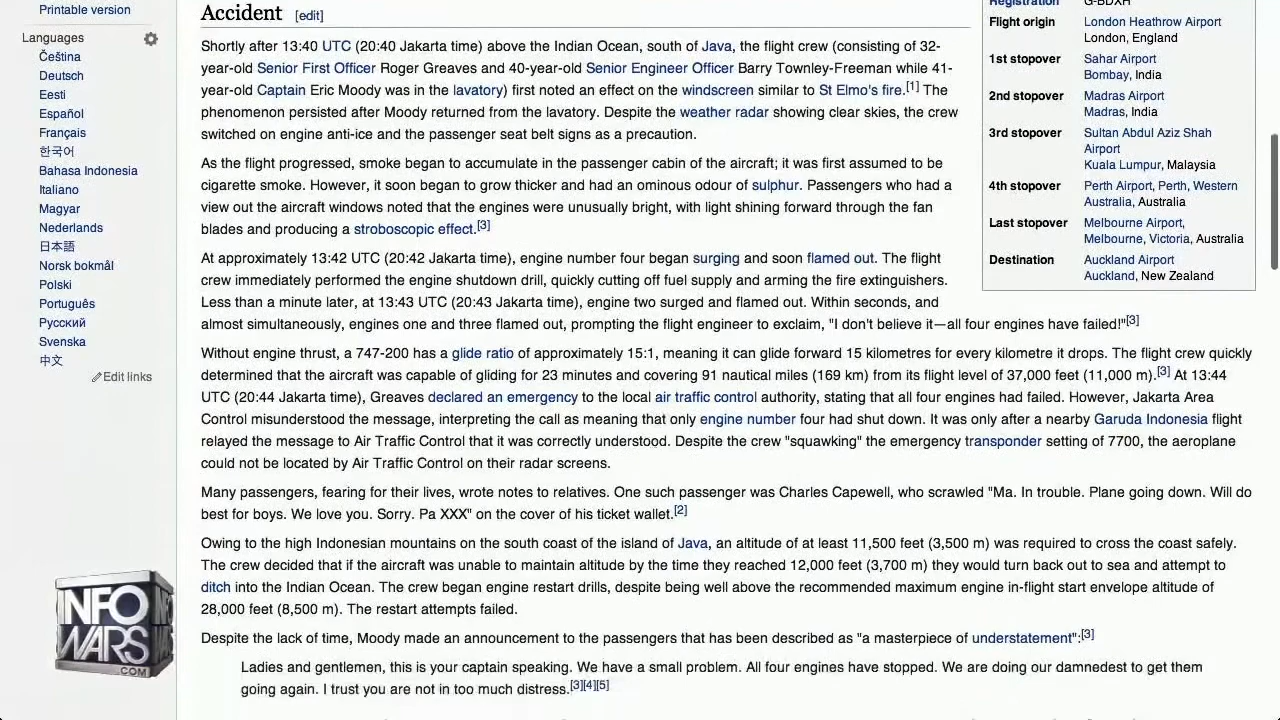 Printable version
Languages
Čeština
Deutsch
Eesti
Español
Français
한국어
Bahasa Indonesia
Italiano
Magyar
Nederlands
日本語
Norsk bokmål
Polski
Português
Русский
Svenska
中文
Edit links
INFO
WARS
.COM
Accident [edit]
Shortly after 13:40 UTC (20:40 Jakarta time) above the Indian Ocean, south of Java, the flight crew (consisting of 32-
year-old Senior First Officer Roger Greaves and 40-year-old Senior Engineer Officer Barry Townley-Freeman while 41-
year-old Captain Eric Moody was in the lavatory) first noted an effect on the windscreen similar to St Elmo's fire.[1] The
phenomenon persisted after Moody returned from the lavatory. Despite the weather radar showing clear skies, the crew
switched on engine anti-ice and the passenger seat belt signs as a precaution.
As the flight progressed, smoke began to accumulate in the passenger cabin of the aircraft; it was first assumed to be
cigarette smoke. However, it soon began to grow thicker and had an ominous odour of sulphur. Passengers who had a
view out the aircraft windows noted that the engines were unusually bright, with light shining forward through the fan
blades and producing a stroboscopic effect.[3]
At approximately 13:42 UTC (20:42 Jakarta time), engine number four began surging and soon flamed out. The flight
crew immediately performed the engine shutdown drill, quickly cutting off fuel supply and arming the fire extinguishers.
Less than a minute later, at 13:43 UTC (20:43 Jakarta time), engine two surged and flamed out. Within seconds, and
almost simultaneously, engines one and three flamed out, prompting the flight engineer to exclaim, "I don't believe it—all four engines have failed!"[3]
Without engine thrust, a 747-200 has a glide ratio of approximately 15:1, meaning it can glide forward 15 kilometres for every kilometre it drops. The flight crew quickly
determined that the aircraft was capable of gliding for 23 minutes and covering 91 nautical miles (169 km) from its flight level of 37,000 feet (11,000 m).[3] At 13:44
UTC (20:44 Jakarta time), Greaves declared an emergency to the local air traffic control authority, stating that all four engines had failed. However, Jakarta Area
Control misunderstood the message, interpreting the call as meaning that only engine number four had shut down. It was only after a nearby Garuda Indonesia flight
relayed the message to Air Traffic Control that it was correctly understood. Despite the crew "squawking" the emergency transponder setting of 7700, the aeroplane
could not be located by Air Traffic Control on their radar screens.
Many passengers, fearing for their lives, wrote notes to relatives. One such passenger was Charles Capewell, who scrawled "Ma. In trouble. Plane going down. Will do
best for boys. We love you. Sorry. Pa XXX" on the cover of his ticket wallet.[2]
Owing to the high Indonesian mountains on the south coast of the island of Java, an altitude of at least 11,500 feet (3,500 m) was required to cross the coast safely.
The crew decided that if the aircraft was unable to maintain altitude by the time they reached 12,000 feet (3,700 m) they would turn back out to sea and attempt to
ditch into the Indian Ocean. The crew began engine restart drills, despite being well above the recommended maximum engine in-flight start envelope altitude of
28,000 feet (8,500 m). The restart attempts failed.
Despite the lack of time, Moody made an announcement to the passengers that has been described as "a masterpiece of understatement":[3]
Ladies and gentlemen, this is your captain speaking. We have a small problem. All four engines have stopped. We are doing our damnedest to get them
going again. I trust you are not in too much distress.[3][4][5]
Registration G-BDXH
Flight origin London Heathrow Airport
London, England
1st stopover Sahar Airport
Bombay, India
2nd stopover Madras Airport
Madras, India
3rd stopover Sultan Abdul Aziz Shah
Airport
Kuala Lumpur, Malaysia
4th stopover Perth Airport, Perth, Western
Australia, Australia
Last stopover Melbourne Airport,
Melbourne, Victoria, Australia
Destination Auckland Airport
Auckland, New Zealand